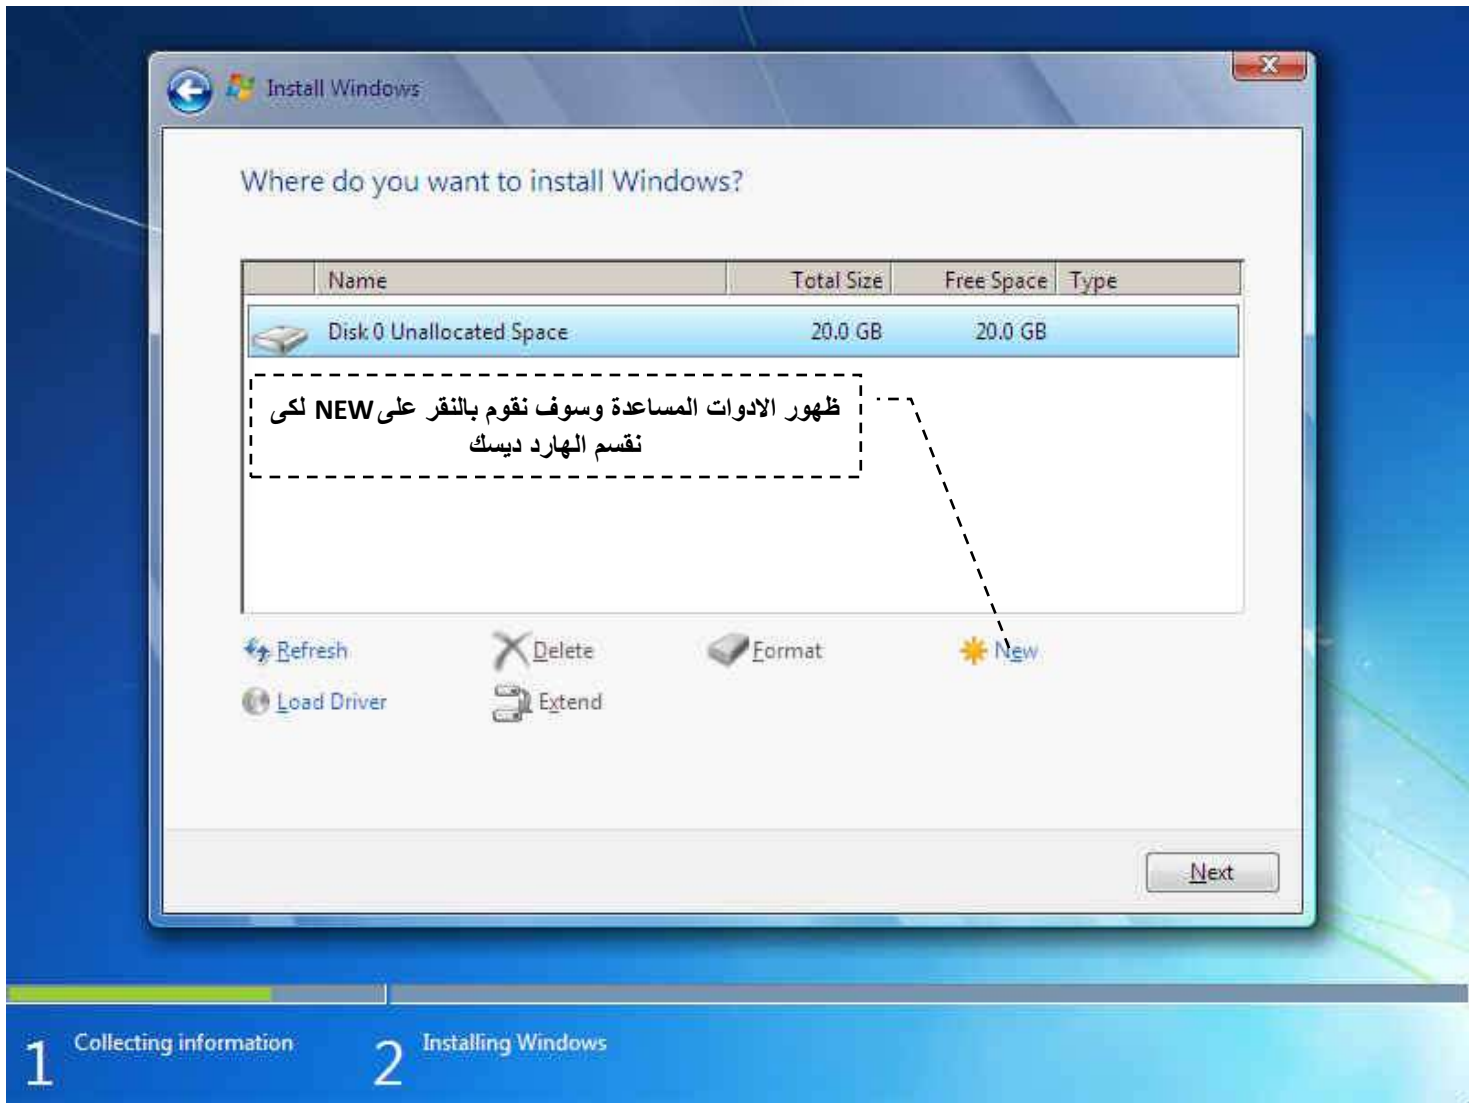 Install Windows
Where do you want to install Windows?
Name Total Size Free Space Type
Disk 0 Unallocated Space 20.0 GB 20.0 GB
ظهور الادوات المساعدة وسوف نقوم بالنقر على NEW لكى
نقسم الهارد ديسك
Refresh Delete Format New
Load Driver Extend
Next
1 Collecting information 2 Installing Windows